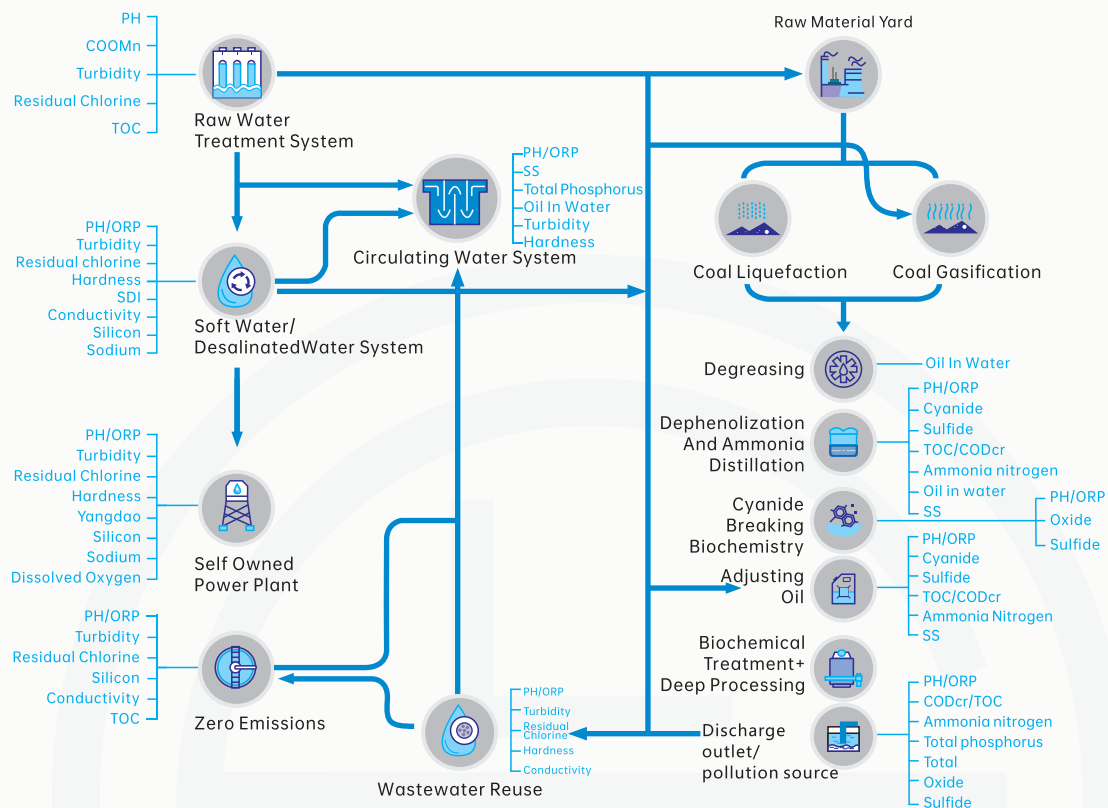 PH
COOMn
Turbidity
Residual Chlorine
TOC
Raw Water
Treatment System
Raw Material Yard
PH/ORP
SS
Total Phosphorus
Oil In Water
Turbidity
Hardness
Circulating Water System
Coal Liquefaction
Coal Gasification
PH/ORP
Turbidity
Residual chlorine
Hardness
SDI
Conductivity
Silicon
Sodium
Soft Water/
DesalinatedWater System
Degreasing
Oil In Water
Dephenolization
And Ammonia
Distillation
PH/ORP
Cyanide
Sulfide
TOC/CODcr
Ammonia nitrogen
Oil in water
SS
PH/ORP
Turbidity
Residual Chlorine
Hardness
Yangdao
Silicon
Sodium
Dissolved Oxygen
Self Owned
Power Plant
Cyanide
Breaking
Biochemistry
PH/ORP
Oxide
Sulfide
Adjusting
Oil
PH/ORP
Cyanide
Sulfide
TOC/CODcr
Ammonia Nitrogen
SS
PH/ORP
Turbidity
Residual Chlorine
Silicon
Conductivity
TOC
Zero Emissions
Biochemical
Treatment+
Deep Processing
PH/ORP
Turbidity
Residual
Chlorine
Hardness
Conductivity
Wastewater Reuse
Discharge
outlet/
pollution source
PH/ORP
CODcr/TOC
Ammonia nitrogen
Total phosphorus
Total
Oxide
Sulfide